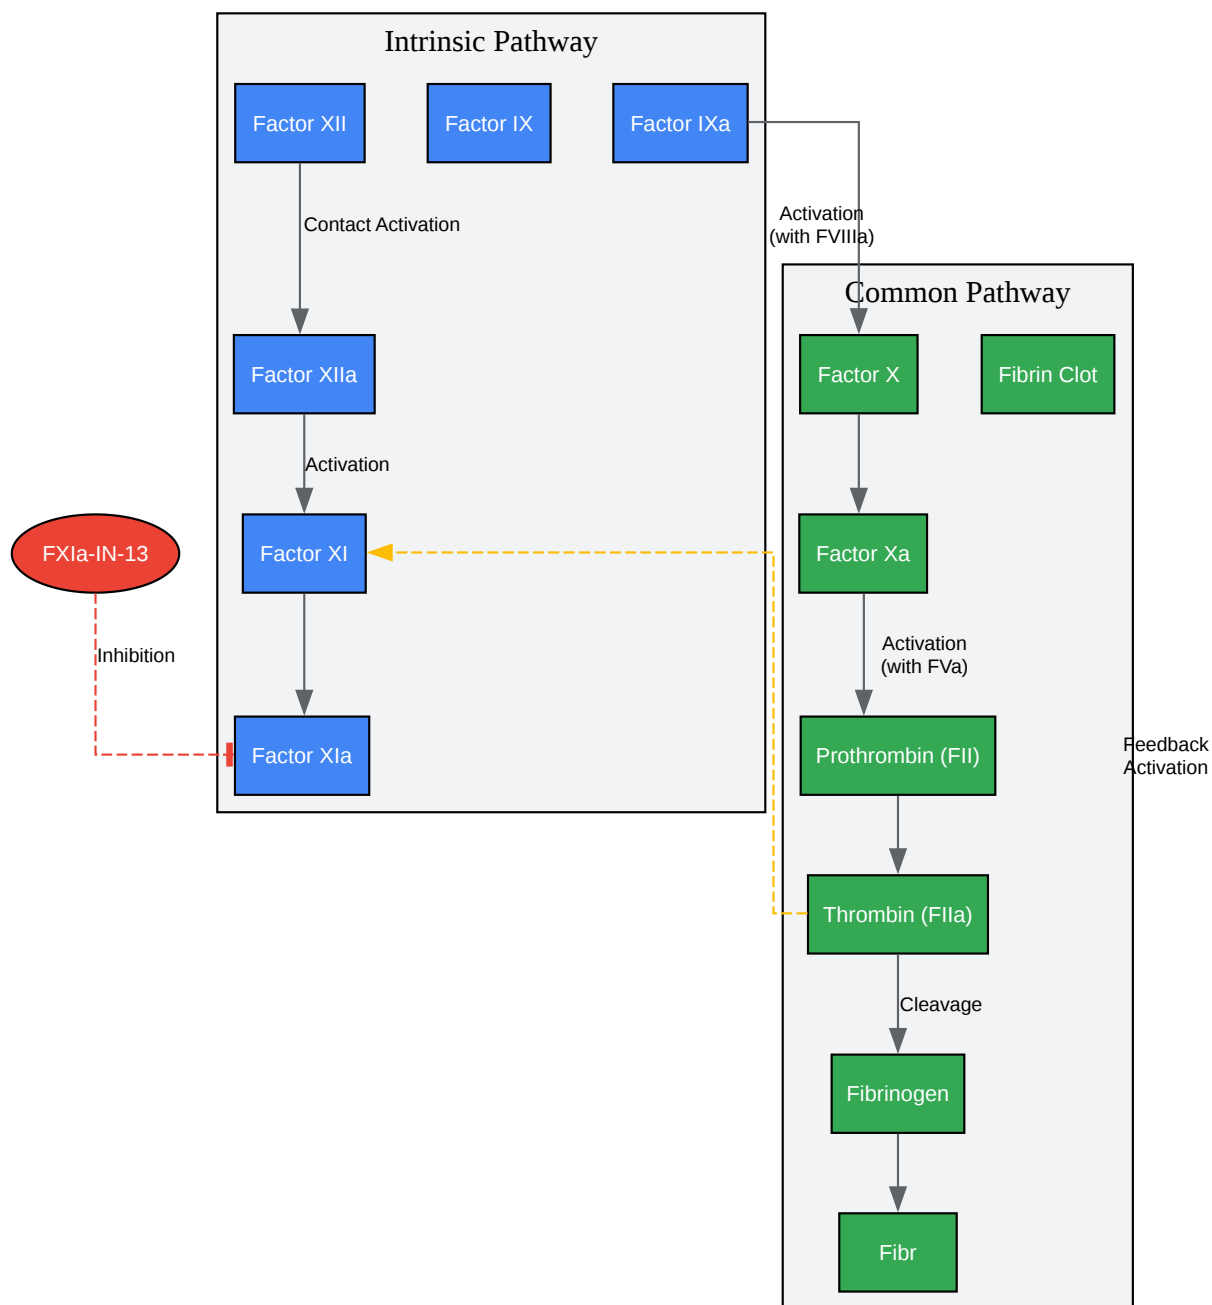 Intrinsic Pathway
Factor XII
Factor IX
Factor IXa
Contact Activation
Activation
(with FVIIIa)
Common Pathway
Factor XIIa
Factor X
Fibrin Clot
Activation
FXIa-IN-13
Factor XI
Factor Xa
Inhibition
Activation
(with FVa)
Factor XIa
Prothrombin (FII)
Feedback
Activation
Thrombin (FIIa)
Cleavage
Fibrinogen
Fibr